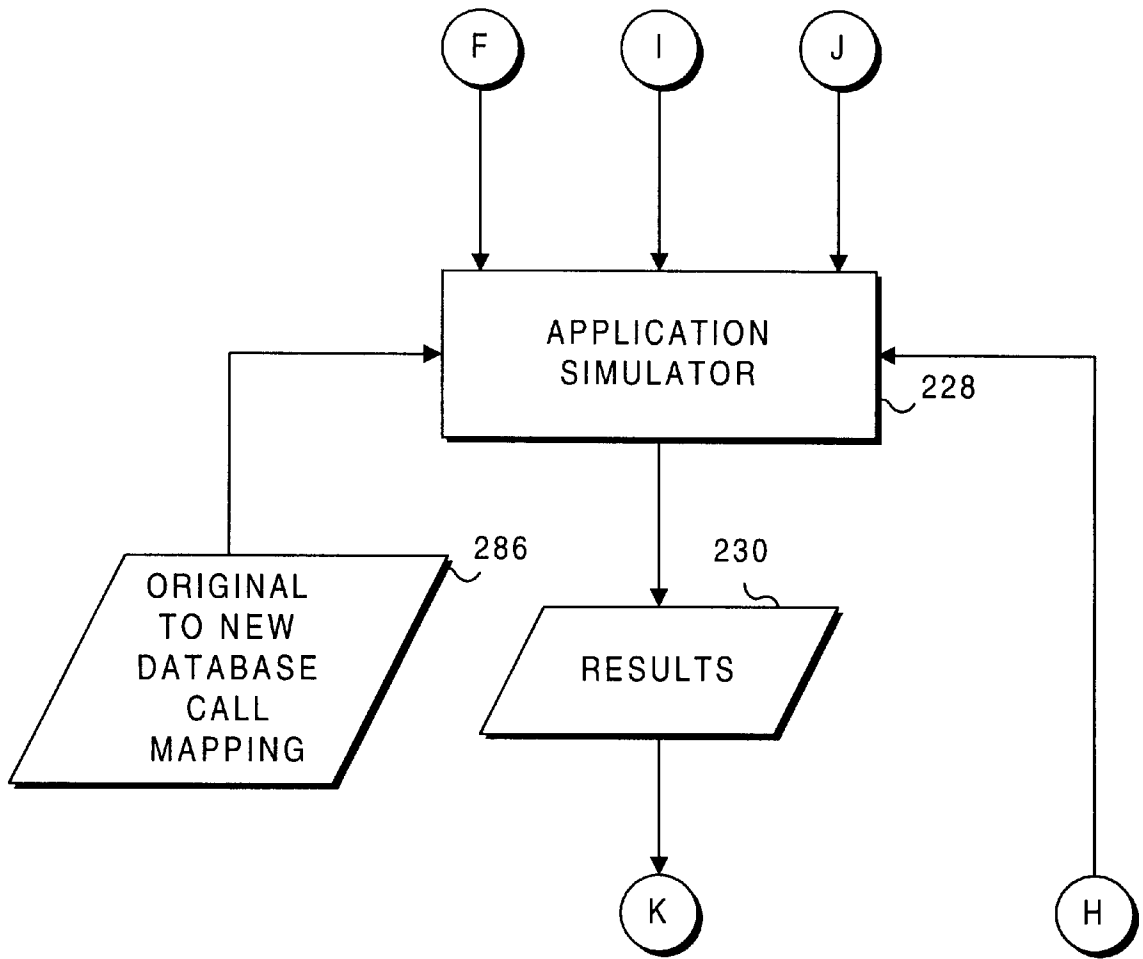 F
I
J
APPLICATION
SIMULATOR
228
286
ORIGINAL
TO NEW
DATABASE
CALL
MAPPING
230
RESULTS
K
H